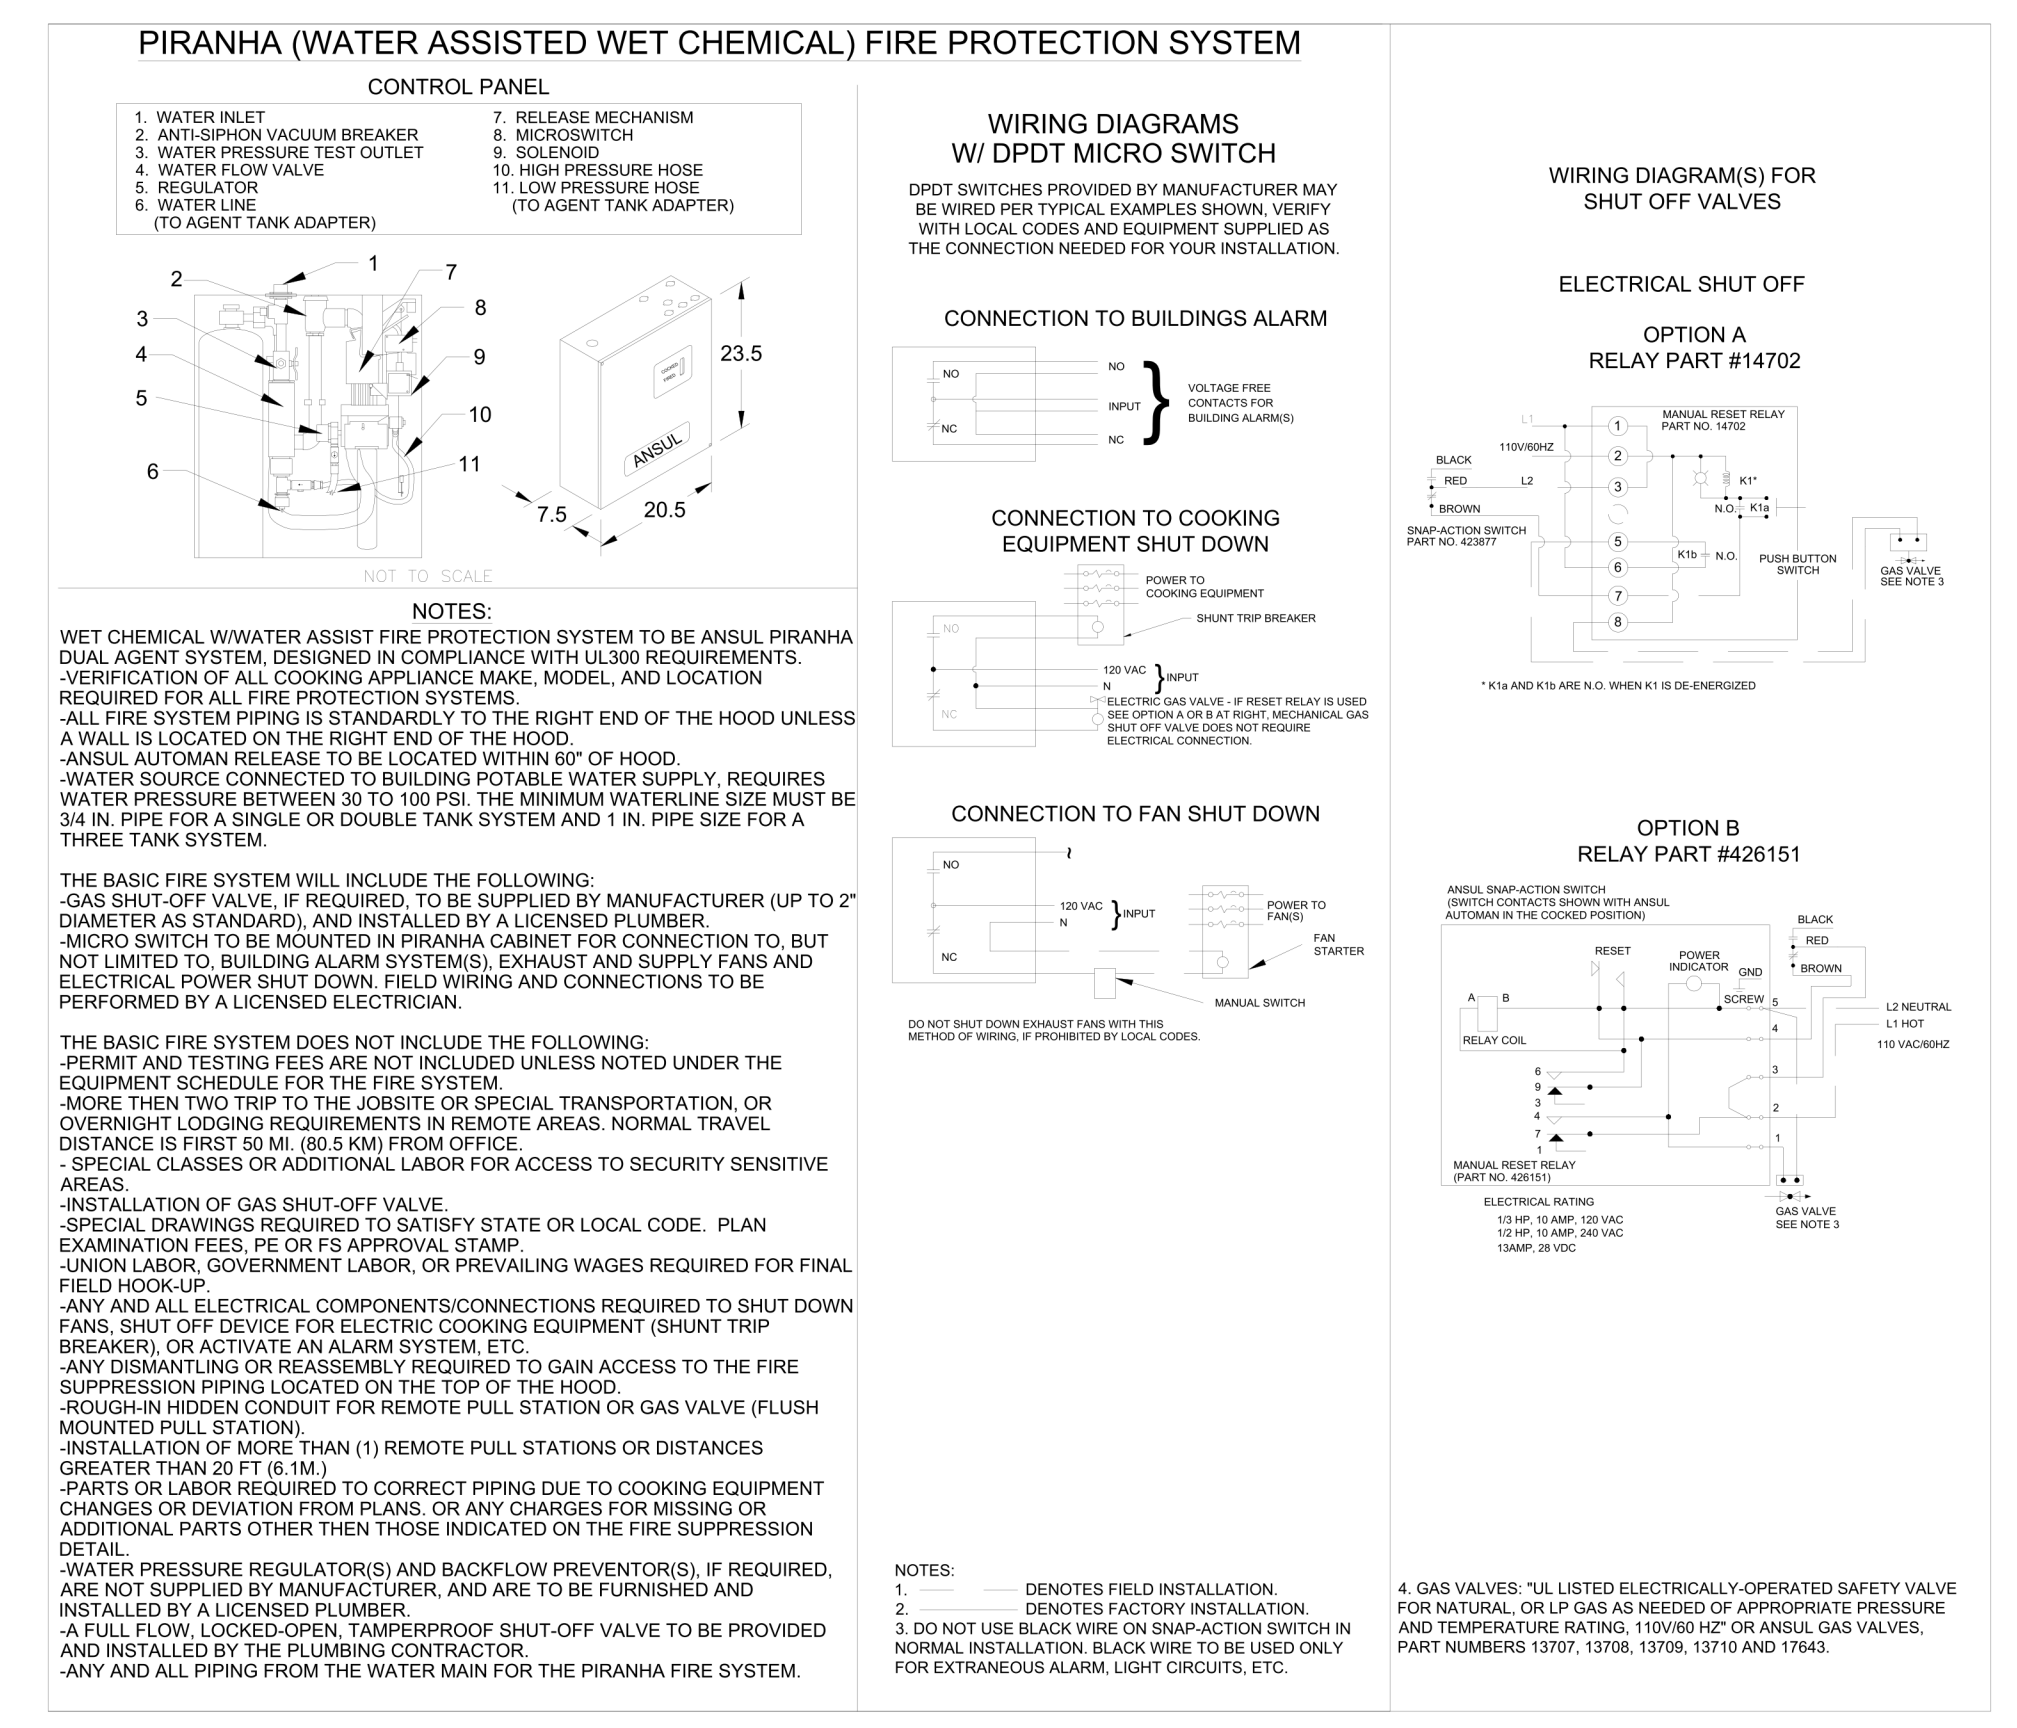 PIRANHA (WATER ASSISTED WET CHEMICAL) FIRE PROTECTION SYSTEM
CONTROL PANEL
1. WATER INLET
2. ANTI-SIPHON VACUUM BREAKER
3. WATER PRESSURE TEST OUTLET
4. WATER FLOW VALVE
5. REGULATOR
6. WATER LINE
(TO AGENT TANK ADAPTER)
7. RELEASE MECHANISM
8. MICROSWITCH
9. SOLENOID
10. HIGH PRESSURE HOSE
11. LOW PRESSURE HOSE
(TO AGENT TANK ADAPTER)
1
2
3
4
5
6
7
8
9
10
11
COCKED
FIRED
ANSUL
23.5
20.5
7.5
NOT TO SCALE
NOTES:
WET CHEMICAL W/WATER ASSIST FIRE PROTECTION SYSTEM TO BE ANSUL PIRANHA
DUAL AGENT SYSTEM, DESIGNED IN COMPLIANCE WITH UL300 REQUIREMENTS.
-VERIFICATION OF ALL COOKING APPLIANCE MAKE, MODEL, AND LOCATION
REQUIRED FOR ALL FIRE PROTECTION SYSTEMS.
-ALL FIRE SYSTEM PIPING IS STANDARDLY TO THE RIGHT END OF THE HOOD UNLESS
A WALL IS LOCATED ON THE RIGHT END OF THE HOOD.
-ANSUL AUTOMAN RELEASE TO BE LOCATED WITHIN 60" OF HOOD.
-WATER SOURCE CONNECTED TO BUILDING POTABLE WATER SUPPLY, REQUIRES
WATER PRESSURE BETWEEN 30 TO 100 PSI. THE MINIMUM WATERLINE SIZE MUST BE
3/4 IN. PIPE FOR A SINGLE OR DOUBLE TANK SYSTEM AND 1 IN. PIPE SIZE FOR A
THREE TANK SYSTEM.
THE BASIC FIRE SYSTEM WILL INCLUDE THE FOLLOWING:
-GAS SHUT-OFF VALVE, IF REQUIRED, TO BE SUPPLIED BY MANUFACTURER (UP TO 2"
DIAMETER AS STANDARD), AND INSTALLED BY A LICENSED PLUMBER.
-MICRO SWITCH TO BE MOUNTED IN PIRANHA CABINET FOR CONNECTION TO, BUT
NOT LIMITED TO, BUILDING ALARM SYSTEM(S), EXHAUST AND SUPPLY FANS AND
ELECTRICAL POWER SHUT DOWN. FIELD WIRING AND CONNECTIONS TO BE
PERFORMED BY A LICENSED ELECTRICIAN.
THE BASIC FIRE SYSTEM DOES NOT INCLUDE THE FOLLOWING:
-PERMIT AND TESTING FEES ARE NOT INCLUDED UNLESS NOTED UNDER THE
EQUIPMENT SCHEDULE FOR THE FIRE SYSTEM.
-MORE THEN TWO TRIP TO THE JOBSITE OR SPECIAL TRANSPORTATION, OR
OVERNIGHT LODGING REQUIREMENTS IN REMOTE AREAS. NORMAL TRAVEL
DISTANCE IS FIRST 50 MI. (80.5 KM) FROM OFFICE.
- SPECIAL CLASSES OR ADDITIONAL LABOR FOR ACCESS TO SECURITY SENSITIVE
AREAS.
-INSTALLATION OF GAS SHUT-OFF VALVE.
-SPECIAL DRAWINGS REQUIRED TO SATISFY STATE OR LOCAL CODE. PLAN
EXAMINATION FEES, PE OR FS APPROVAL STAMP.
-UNION LABOR, GOVERNMENT LABOR, OR PREVAILING WAGES REQUIRED FOR FINAL
FIELD HOOK-UP.
-ANY AND ALL ELECTRICAL COMPONENTS/CONNECTIONS REQUIRED TO SHUT DOWN
FANS, SHUT OFF DEVICE FOR ELECTRIC COOKING EQUIPMENT (SHUNT TRIP
BREAKER), OR ACTIVATE AN ALARM SYSTEM, ETC.
-ANY DISMANTLING OR REASSEMBLY REQUIRED TO GAIN ACCESS TO THE FIRE
SUPPRESSION PIPING LOCATED ON THE TOP OF THE HOOD.
-ROUGH-IN HIDDEN CONDUIT FOR REMOTE PULL STATION OR GAS VALVE (FLUSH
MOUNTED PULL STATION).
-INSTALLATION OF MORE THAN (1) REMOTE PULL STATIONS OR DISTANCES
GREATER THAN 20 FT (6.1M.)
-PARTS OR LABOR REQUIRED TO CORRECT PIPING DUE TO COOKING EQUIPMENT
CHANGES OR DEVIATION FROM PLANS. OR ANY CHARGES FOR MISSING OR
ADDITIONAL PARTS OTHER THEN THOSE INDICATED ON THE FIRE SUPPRESSION
DETAIL.
-WATER PRESSURE REGULATOR(S) AND BACKFLOW PREVENTOR(S), IF REQUIRED,
ARE NOT SUPPLIED BY MANUFACTURER, AND ARE TO BE FURNISHED AND
INSTALLED BY A LICENSED PLUMBER.
-A FULL FLOW, LOCKED-OPEN, TAMPERPROOF SHUT-OFF VALVE TO BE PROVIDED
AND INSTALLED BY THE PLUMBING CONTRACTOR.
-ANY AND ALL PIPING FROM THE WATER MAIN FOR THE PIRANHA FIRE SYSTEM.
WIRING DIAGRAMS
W/ DPDT MICRO SWITCH
DPDT SWITCHES PROVIDED BY MANUFACTURER MAY
BE WIRED PER TYPICAL EXAMPLES SHOWN, VERIFY
WITH LOCAL CODES AND EQUIPMENT SUPPLIED AS
THE CONNECTION NEEDED FOR YOUR INSTALLATION.
CONNECTION TO BUILDINGS ALARM
NO
NC
NO
INPUT
NC
VOLTAGE FREE
CONTACTS FOR
BUILDING ALARM(S)
CONNECTION TO COOKING
EQUIPMENT SHUT DOWN
POWER TO
COOKING EQUIPMENT
SHUNT TRIP BREAKER
NO
NC
120 VAC
N
INPUT
ELECTRIC GAS VALVE - IF RESET RELAY IS USED
SEE OPTION A OR B AT RIGHT, MECHANICAL GAS
SHUT OFF VALVE DOES NOT REQUIRE
ELECTRICAL CONNECTION.
CONNECTION TO FAN SHUT DOWN
NO
NC
120 VAC
N
INPUT
POWER TO
FAN(S)
FAN
STARTER
MANUAL SWITCH
DO NOT SHUT DOWN EXHAUST FANS WITH THIS
METHOD OF WIRING, IF PROHIBITED BY LOCAL CODES.
NOTES:
1. DENOTES FIELD INSTALLATION.
2. DENOTES FACTORY INSTALLATION.
3. DO NOT USE BLACK WIRE ON SNAP-ACTION SWITCH IN
NORMAL INSTALLATION. BLACK WIRE TO BE USED ONLY
FOR EXTRANEOUS ALARM, LIGHT CIRCUITS, ETC.
WIRING DIAGRAM(S) FOR
SHUT OFF VALVES
ELECTRICAL SHUT OFF
OPTION A
RELAY PART #14702
MANUAL RESET RELAY
PART NO. 14702
L1
110V/60HZ
BLACK
RED
L2
BROWN
SNAP-ACTION SWITCH
PART NO. 423877
1
2
3
5
6
7
8
K1*
N.O.
K1a
K1b
N.O.
PUSH BUTTON
SWITCH
GAS VALVE
SEE NOTE 3
* K1a AND K1b ARE N.O. WHEN K1 IS DE-ENERGIZED
OPTION B
RELAY PART #426151
ANSUL SNAP-ACTION SWITCH
(SWITCH CONTACTS SHOWN WITH ANSUL
AUTOMAN IN THE COCKED POSITION)
BLACK
RED
BROWN
RESET
POWER
INDICATOR
GND
SCREW
A
B
RELAY COIL
5
4
3
2
1
L2 NEUTRAL
L1 HOT
110 VAC/60HZ
6
9
3
4
7
1
MANUAL RESET RELAY
(PART NO. 426151)
GAS VALVE
SEE NOTE 3
ELECTRICAL RATING
1/3 HP, 10 AMP, 120 VAC
1/2 HP, 10 AMP, 240 VAC
13AMP, 28 VDC
4. GAS VALVES: "UL LISTED ELECTRICALLY-OPERATED SAFETY VALVE
FOR NATURAL, OR LP GAS AS NEEDED OF APPROPRIATE PRESSURE
AND TEMPERATURE RATING, 110V/60 HZ" OR ANSUL GAS VALVES,
PART NUMBERS 13707, 13708, 13709, 13710 AND 17643.